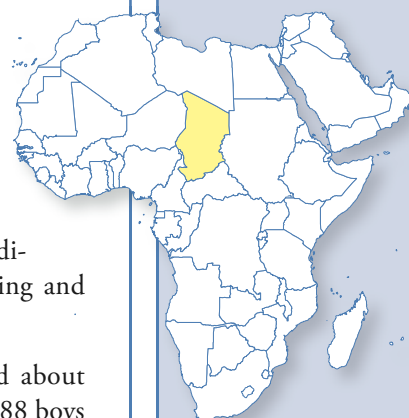 di-
ing and
d about
88 boys